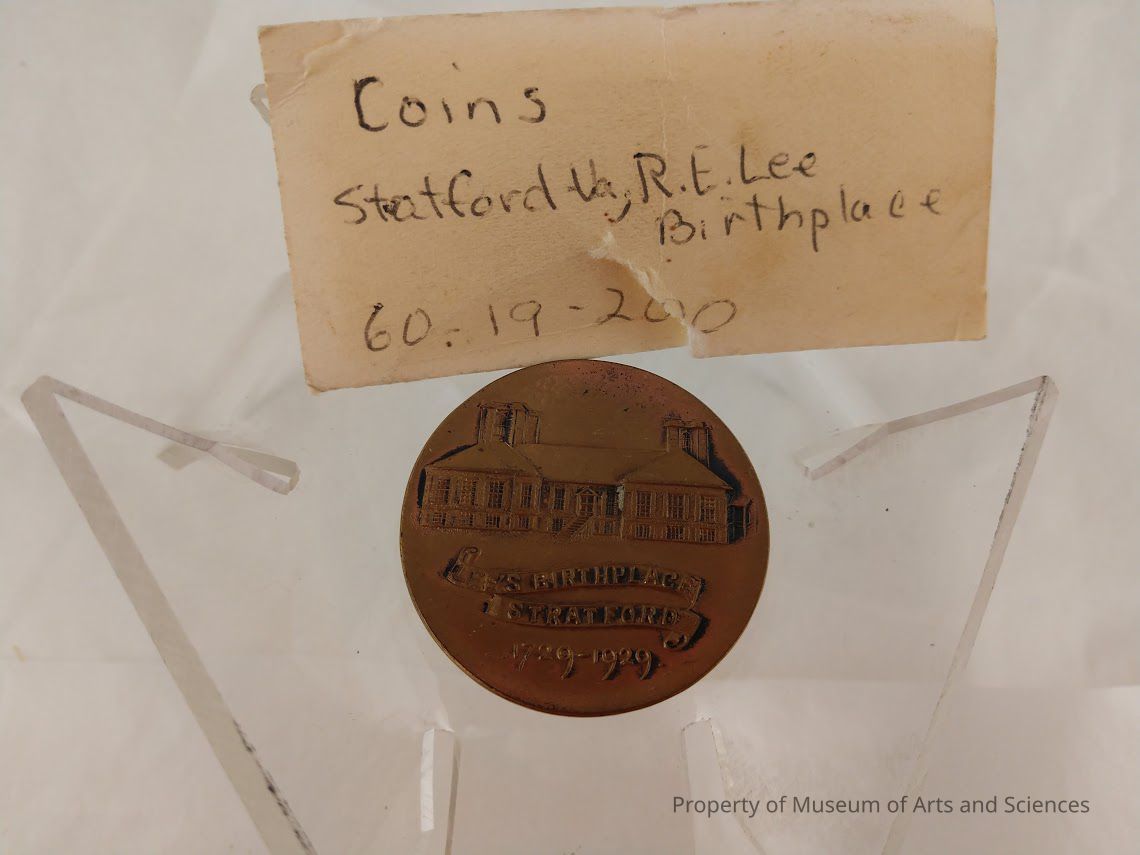 Coins
Stratford Va, R.E. Lee
Birthplace
60-19-200
LEE'S BIRTHPLACE
STRATFORD
1729-1929
Property of Museum of Arts and Sciences